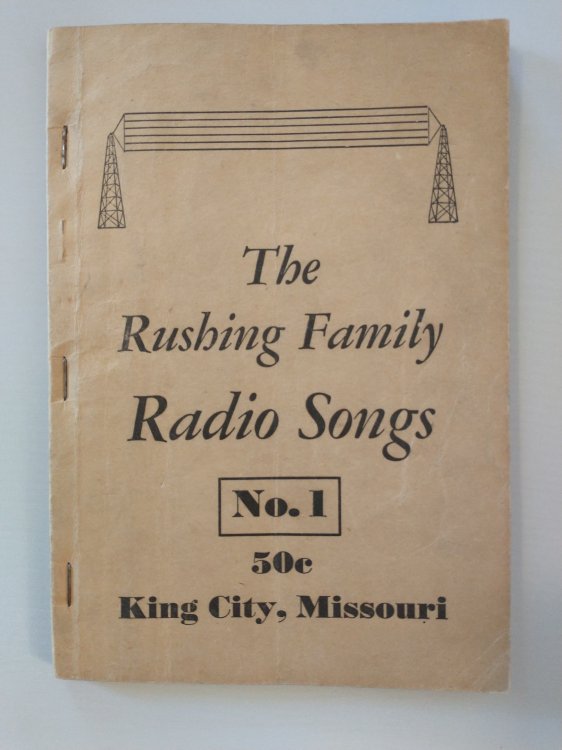 The
Rushing Family
Radio Songs
No. 1
50c
King City, Missouri